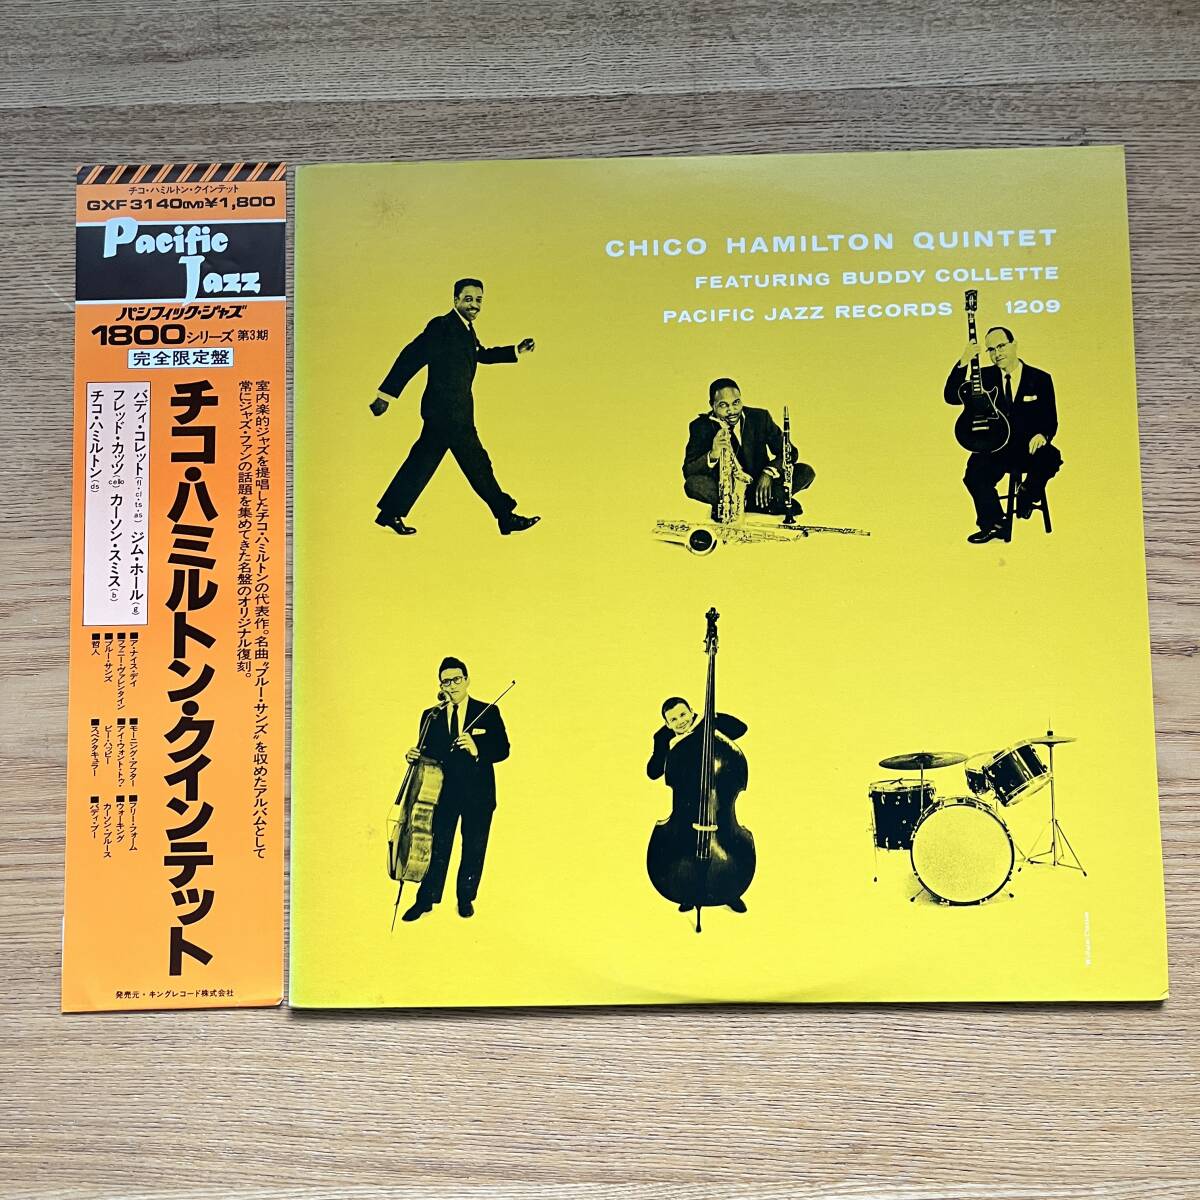 チコ・ハミルトン・クインテット
GXF 3140(M)¥1,800
Pacific
Jazz
パシフィック・ジャズ
1800シリーズ 第3期
完全限定盤
室内楽的ジャズを提唱したチコ・ハミルトンの代表作。名曲“ブルー・サンズ”を収めたアルバムとして
常にジャズ・ファンの話題を集めてきた名盤のオリジナル復刻。
チコ・ハミルトン・クインテット
バディ・コレット(fl・cl・ts・as) ジム・ホール(g)
フレッド・カッツ(cello) カーソン・スミス(b)
チコ・ハミルトン(ds)
■ア・ナイス・デイ
■ファニー・ヴァレンタイン
■ブルー・サンズ
■哲人
■モーニング・アフター
■アイ・ウォント・トゥ・
ビー・ハッピー
■スペクタキュラー
■フリー・フォーム
■ウォーキング
カーソン・ブルース
■バディ・ブー
発売元・キングレコード株式会社
CHICO HAMILTON QUINTET
FEATURING BUDDY COLLETTE
PACIFIC JAZZ RECORDS 1209
William Claxton